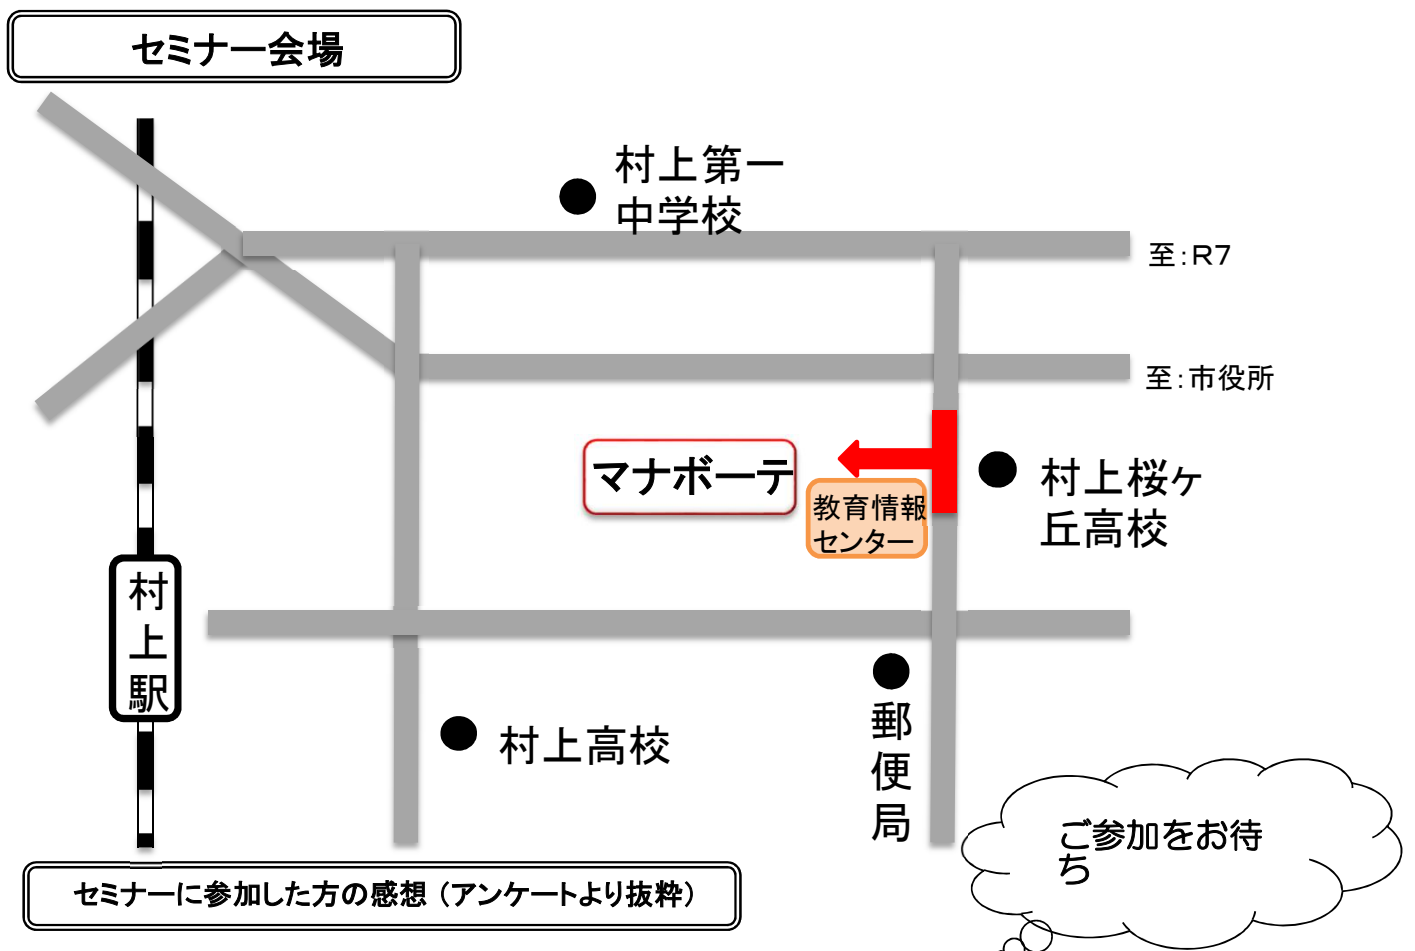 セミナー会場
村上第一
中学校
至：R7
至：市役所
マナボーテ
教育情報
センター
村上桜ヶ
丘高校
村
上
駅
村上高校
郵
便
局
ご参加をお待
ち
セミナーに参加した方の感想（アンケートより抜粋）